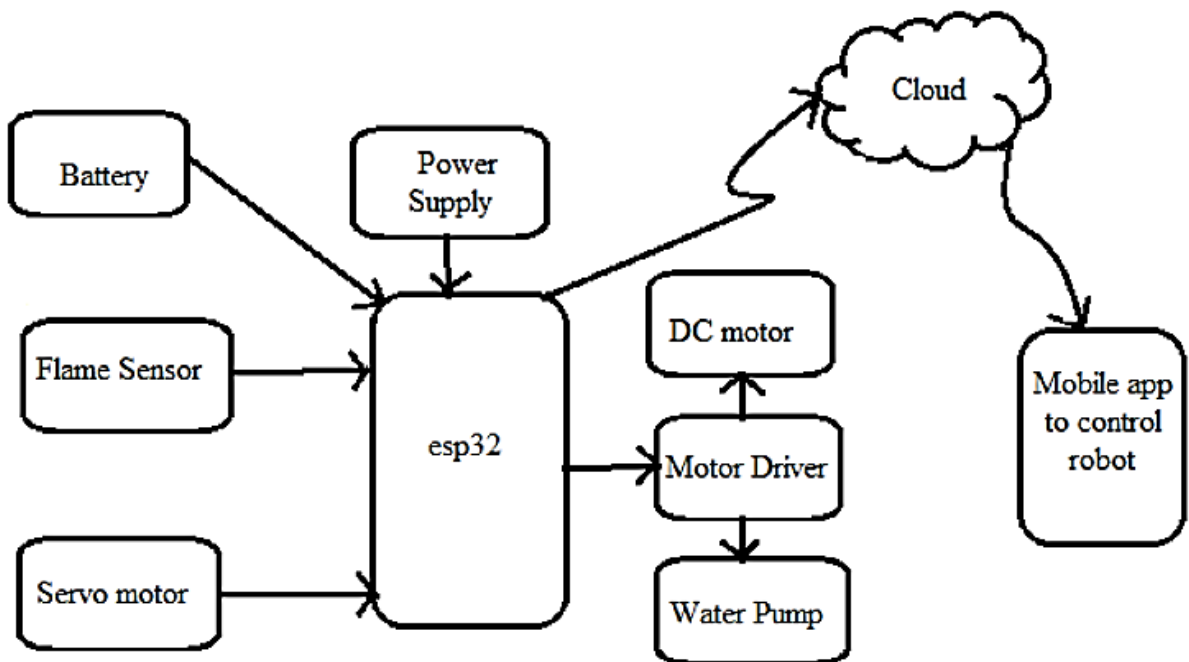 Cloud
Battery
Power
Supply
DC motor
Flame Sensor
Mobile app
to control
robot
esp32
Motor Driver
Servo motor
Water Pump